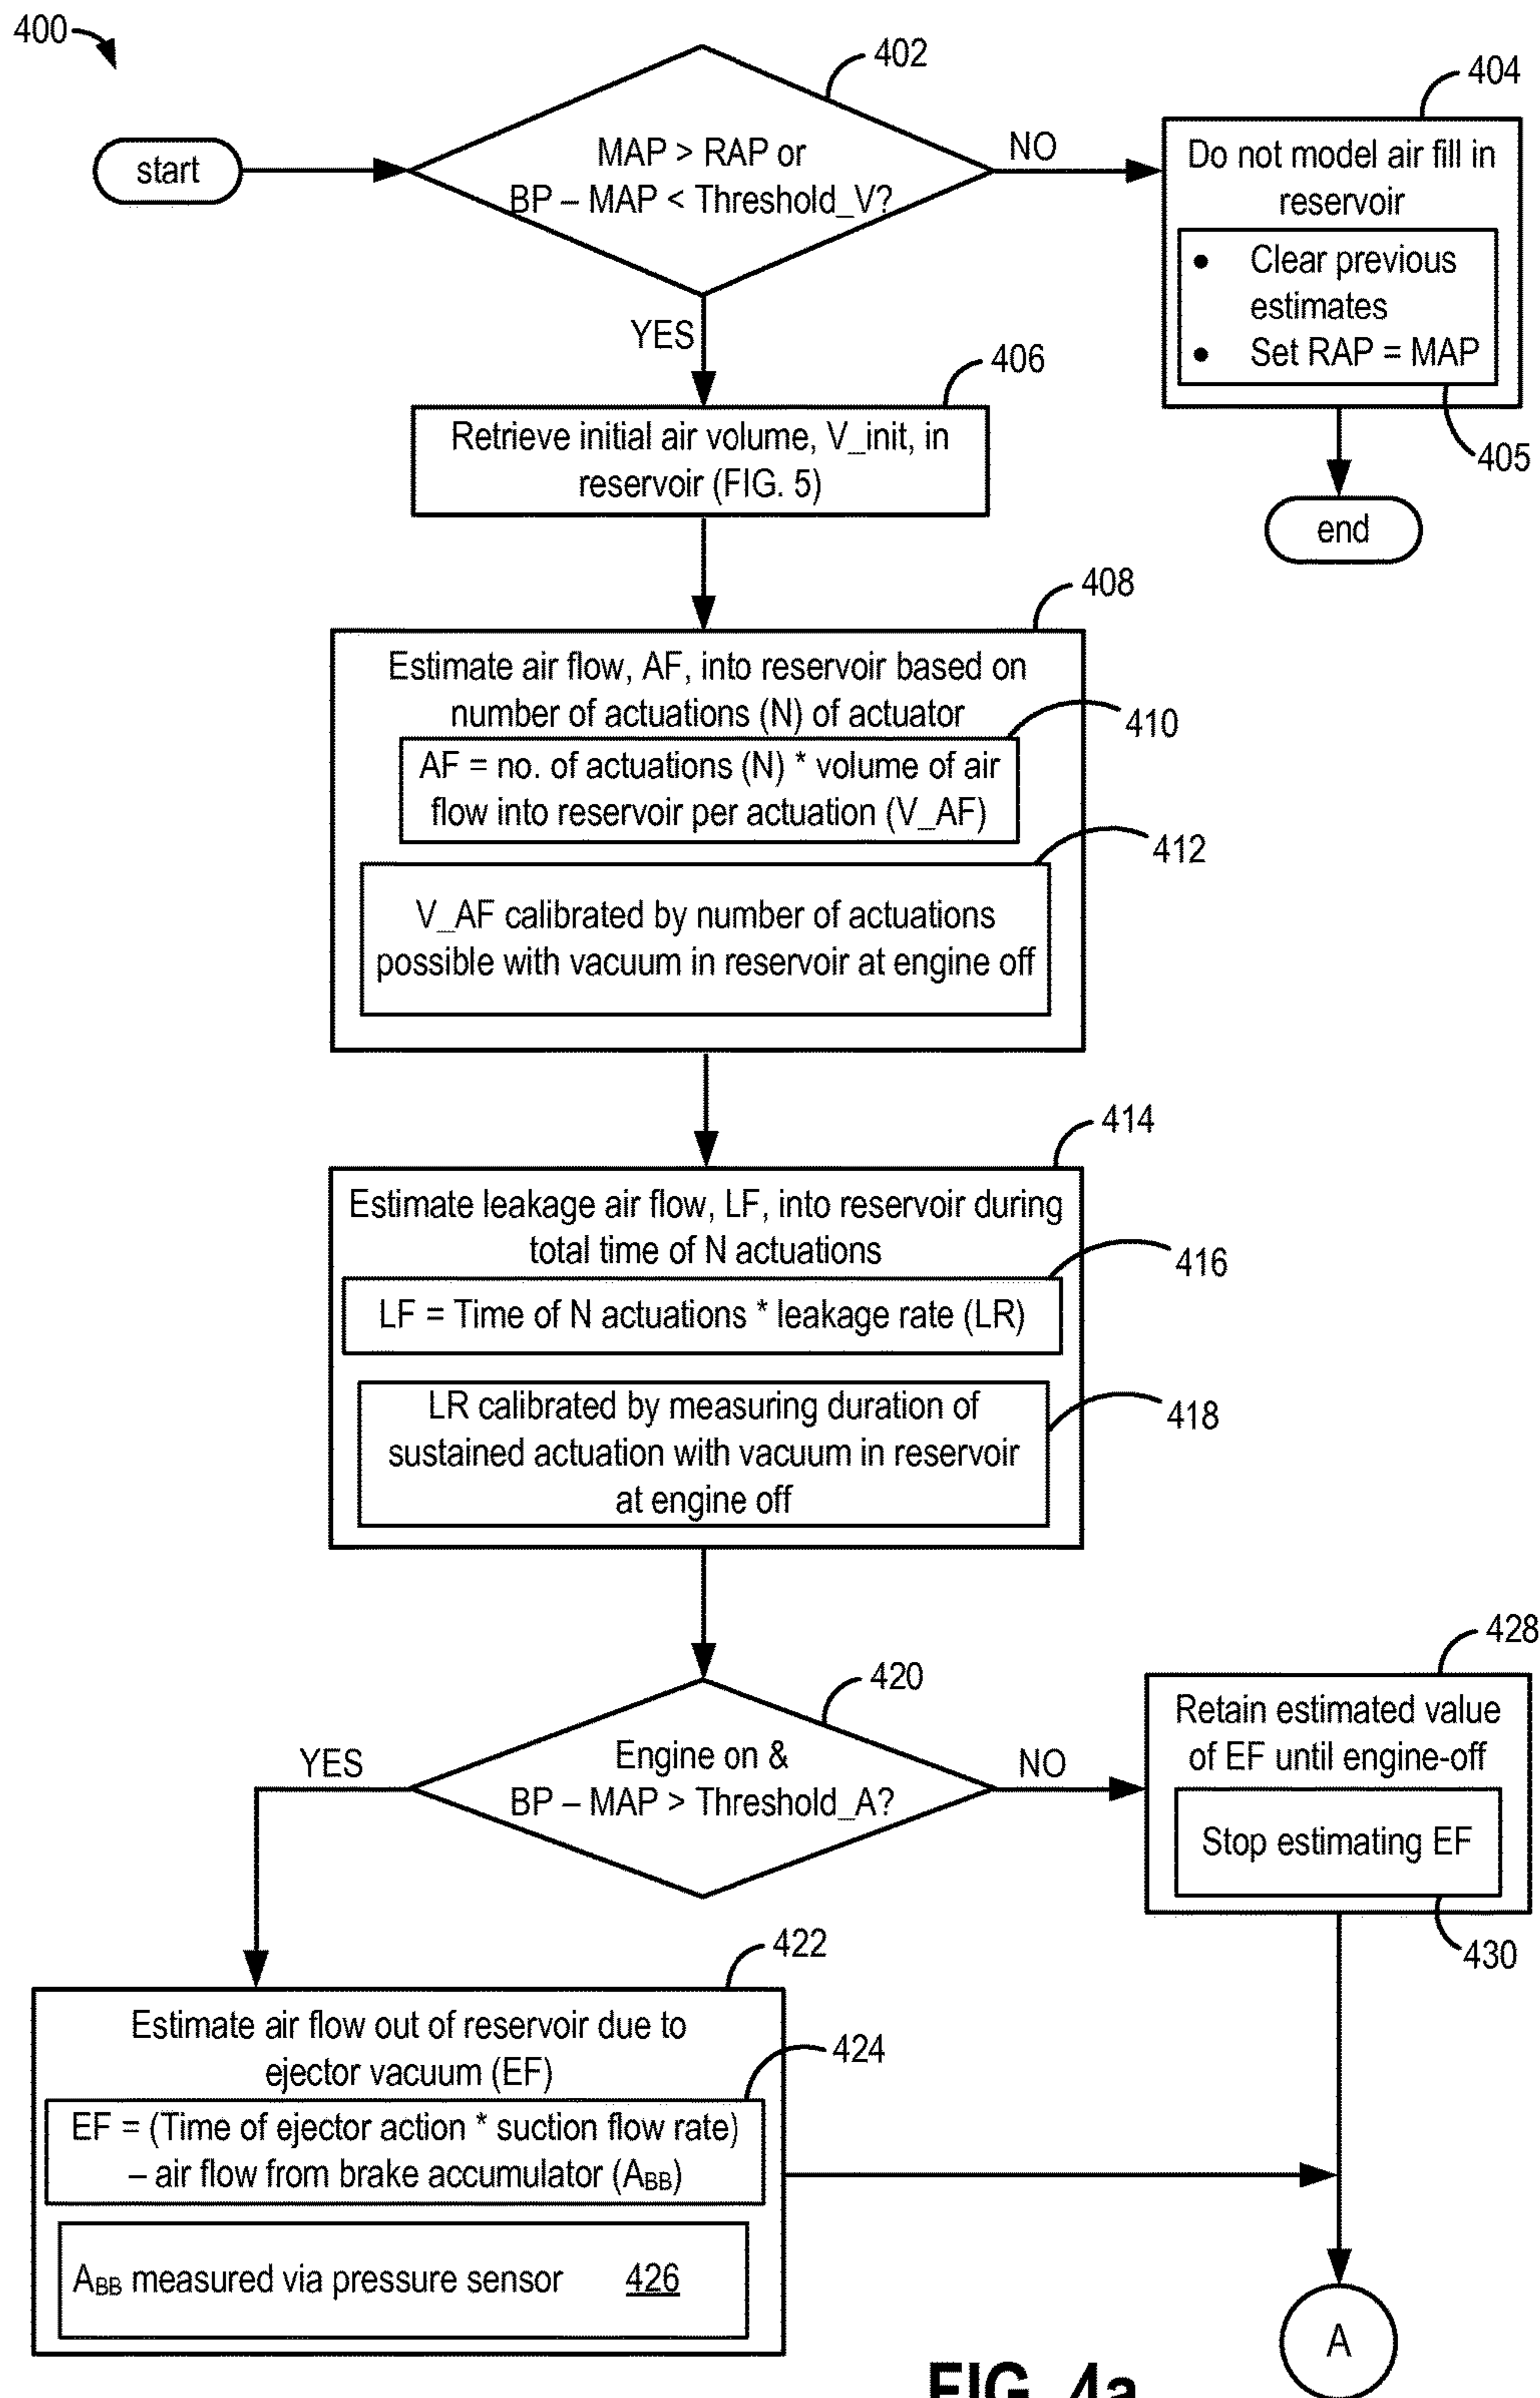 400
402
start
MAP > RAP or
BP – MAP < Threshold_V?
NO
YES
404
Do not model air fill in
reservoir
• Clear previous
estimates
• Set RAP = MAP
405
end
406
Retrieve initial air volume, V_init, in
reservoir (FIG. 5)
408
Estimate air flow, AF, into reservoir based on
number of actuations (N) of actuator
410
AF = no. of actuations (N) * volume of air
flow into reservoir per actuation (V_AF)
412
V_AF calibrated by number of actuations
possible with vacuum in reservoir at engine off
414
Estimate leakage air flow, LF, into reservoir during
total time of N actuations
416
LF = Time of N actuations * leakage rate (LR)
418
LR calibrated by measuring duration of
sustained actuation with vacuum in reservoir
at engine off
420
Engine on &
BP – MAP > Threshold_A?
YES
NO
428
Retain estimated value
of EF until engine-off
Stop estimating EF
430
422
Estimate air flow out of reservoir due to
ejector vacuum (EF)
424
EF = (Time of ejector action * suction flow rate)
– air flow from brake accumulator (ABB)
ABB measured via pressure sensor 426
A
FIG. 4a